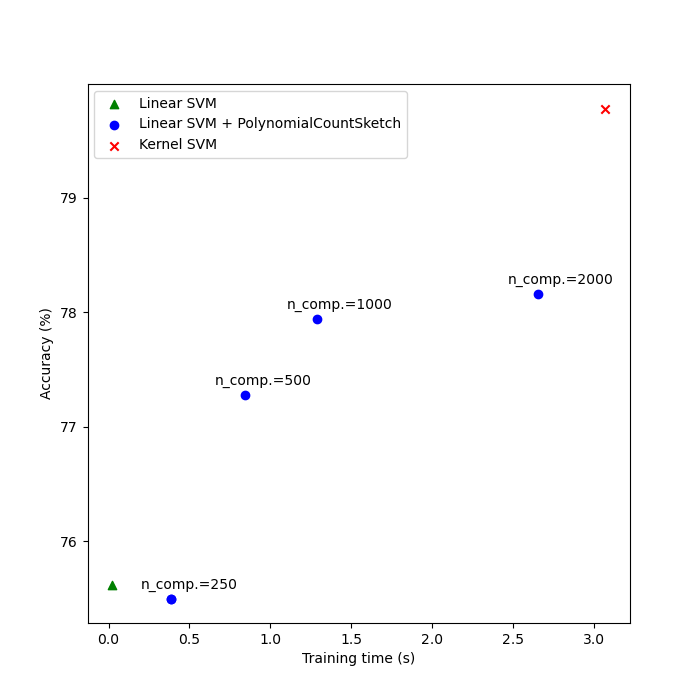 Linear SVM
Linear SVM + PolynomialCountSketch
Kernel SVM
79
n_comp.=2000
n_comp.=1000
78
Accuracy (%)
n_comp.=500
77
76
n_comp.=250
0.0 0.5 1.0 1.5 2.0 2.5 3.0
Training time (s)